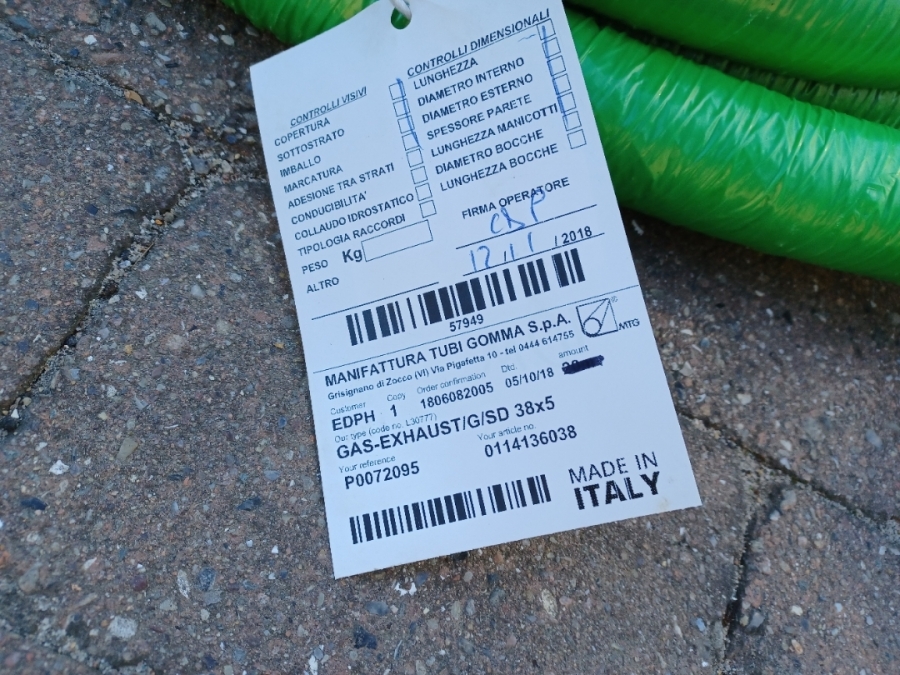 CONTROLLI VISIVI
COPERTURA
SOTTOSTRATO
IMBALLO
MARCATURA
ADESIONE TRA STRATI
CONDUCIBILITA'
COLLAUDO IDROSTATICO
TIPOLOGIA RACCORDI
PESO Kg
ALTRO
CONTROLLI DIMENSIONALI
LUNGHEZZA
DIAMETRO INTERNO
DIAMETRO ESTERNO
SPESSORE PARETE
LUNGHEZZA MANICOTTI
DIAMETRO BOCCHE
LUNGHEZZA BOCCHE
FIRMA OPERATORE
12/11 / 2018
57949
MANIFATTURA TUBI GOMMA S.p.A.
MTG
Grisignano di Zocco (VI) Via Pigafetta 10 - tel 0444 614755
Customer Copy Order confirmation Dtd. amount
EDPH 1 1806082005 05/10/18
Our type (code no. L30777)
GAS-EXHAUST/G/SD 38x5
Your reference Your article no.
P0072095 0114136038
MADE IN
ITALY